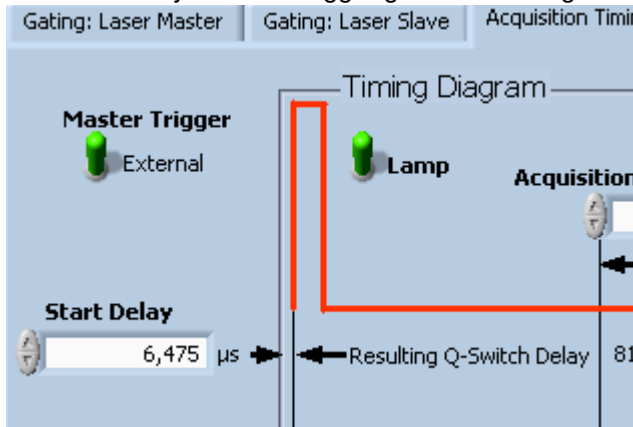 Gating: Laser Master
Gating: Laser Slave
Acquisition
Timing Diagram
Master Trigger
External
Lamp
Acquisition
Start Delay
6,475 µs
Resulting Q-Switch Delay
81